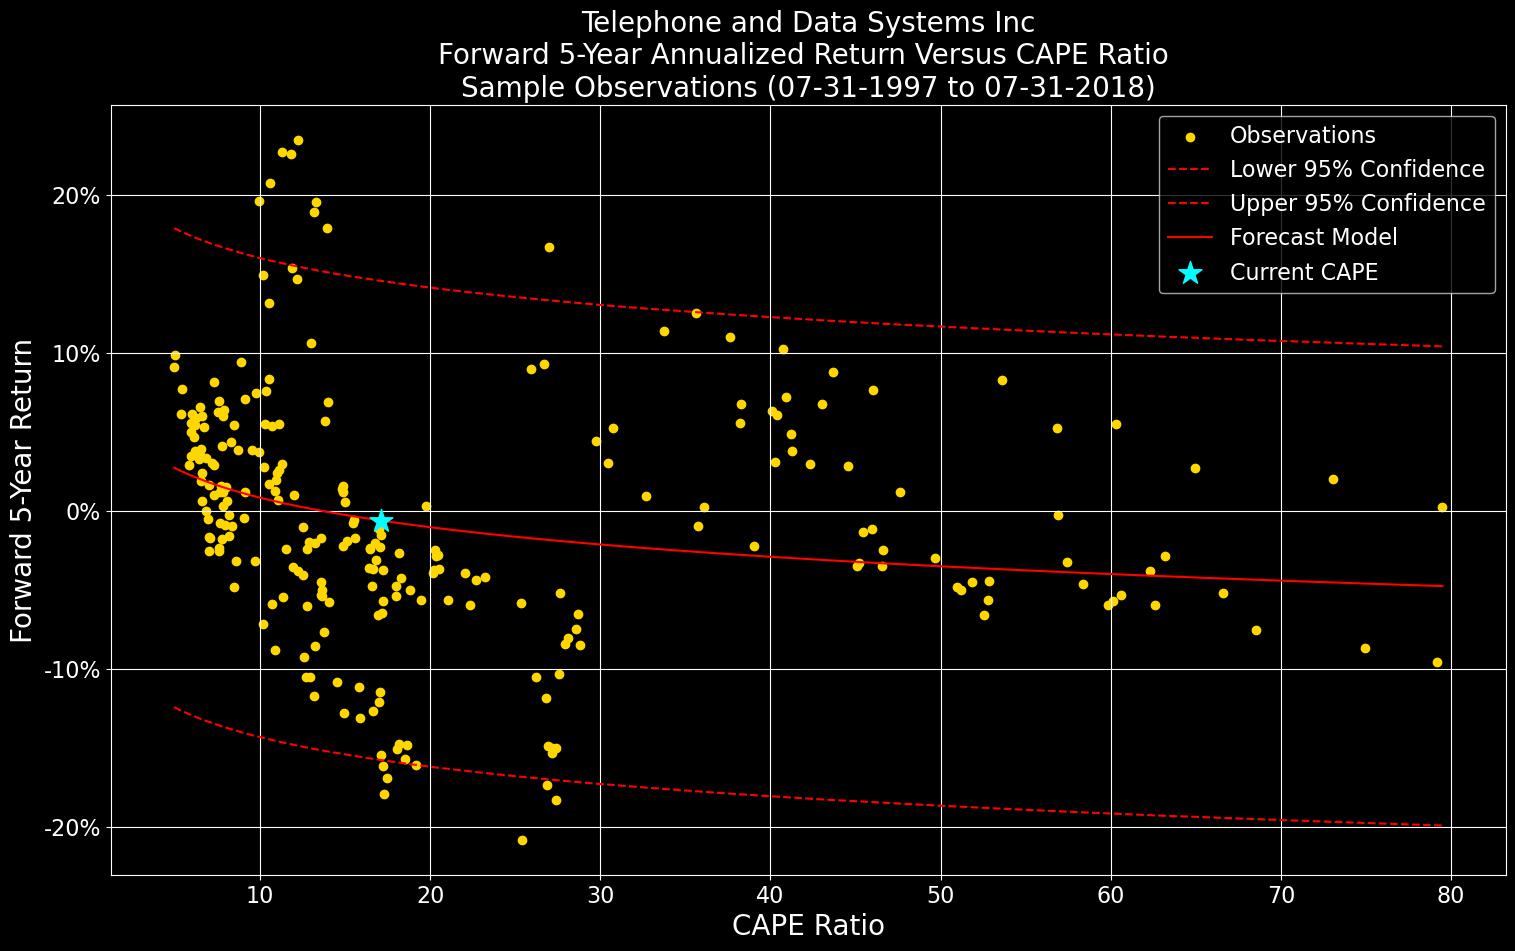 Telephone and Data Systems Inc
Forward 5-Year Annualized Return Versus CAPE Ratio
Sample Observations (07-31-1997 to 07-31-2018)
Observations
Lower 95% Confidence
Upper 95% Confidence
Forecast Model
Current CAPE
Forward 5-Year Return
20%
10%
0%
-10%
-20%
10 20 30 40 50 60 70 80
CAPE Ratio